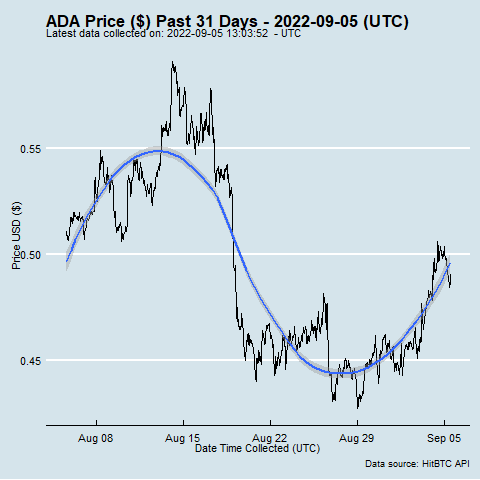 ADA Price ($) Past 31 Days - 2022-09-05 (UTC)
Latest data collected on: 2022-09-05 13:03:52  - UTC
0.55
0.50
0.45
Price USD ($)
Aug 08 Aug 15 Aug 22 Aug 29 Sep 05
Date Time Collected (UTC)
Data source: HitBTC API